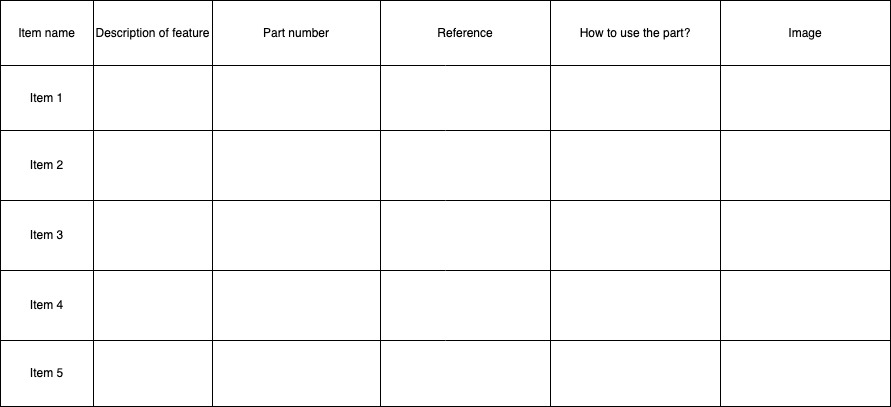 Item name Description of feature Part number Reference How to use the part? Image
Item 1
Item 2
Item 3
Item 4
Item 5